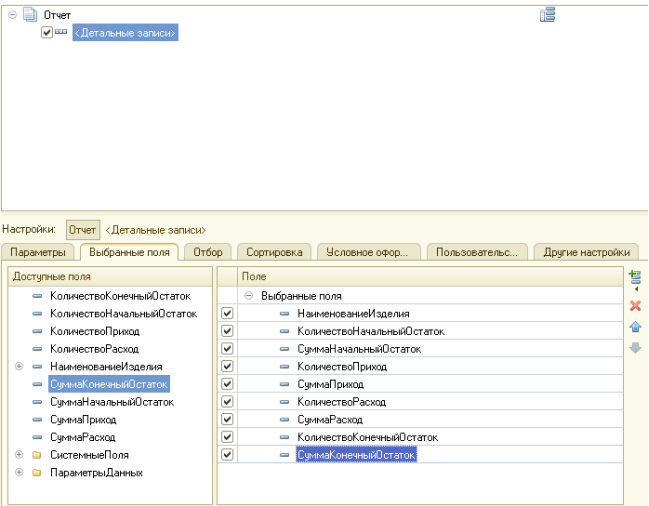 Отчет
<Детальные записи>
Настройки: Отчет <Детальные записи>
Параметры Выбранные поля Отбор Сортировка Условное офор... Пользовательс... Другие настройки
Доступные поля
КоличествоКонечныйОстаток
КоличествоНачальныйОстаток
КоличествоПриход
КоличествоРасход
НаименованиеИзделия
СуммаКонечныйОстаток
СуммаНачальныйОстаток
СуммаПриход
СуммаРасход
СистемныеПоля
ПараметрыДанных
Поле
Выбранные поля
НаименованиеИзделия
КоличествоНачальныйОстаток
СуммаНачальныйОстаток
КоличествоПриход
СуммаПриход
КоличествоРасход
СуммаРасход
КоличествоКонечныйОстаток
СуммаКонечныйОстаток